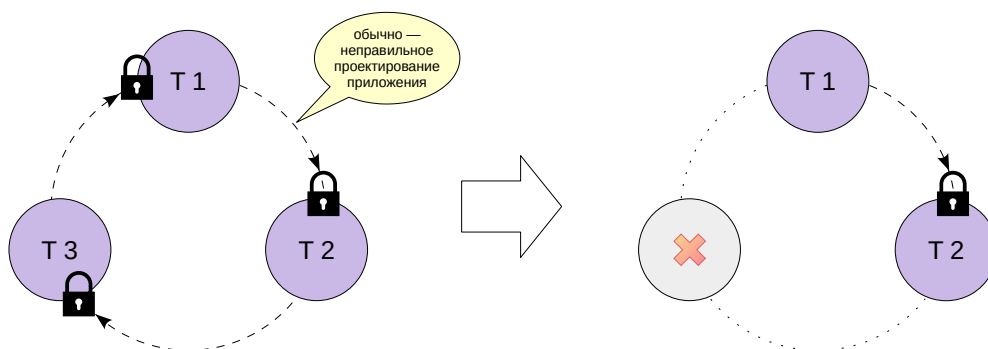 обычно —
неправильное
проектирование
приложения
T 1
T 1
T 3
T 2
T 2